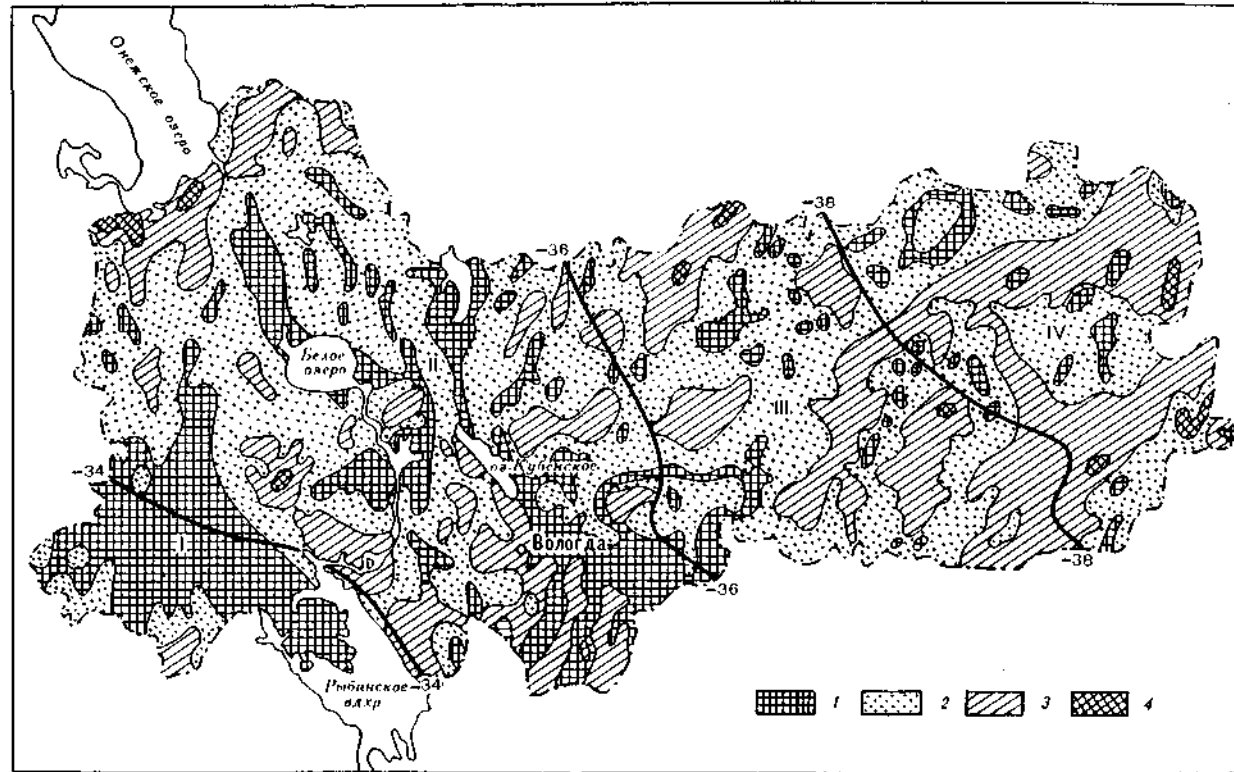 Онежское озеро
-38
-36
Белое
озеро
II
IV
III
-34
оз. Кубенское
I
Вологда
-38
-36
Рыбинское
вдхр
-34
1
2
3
4